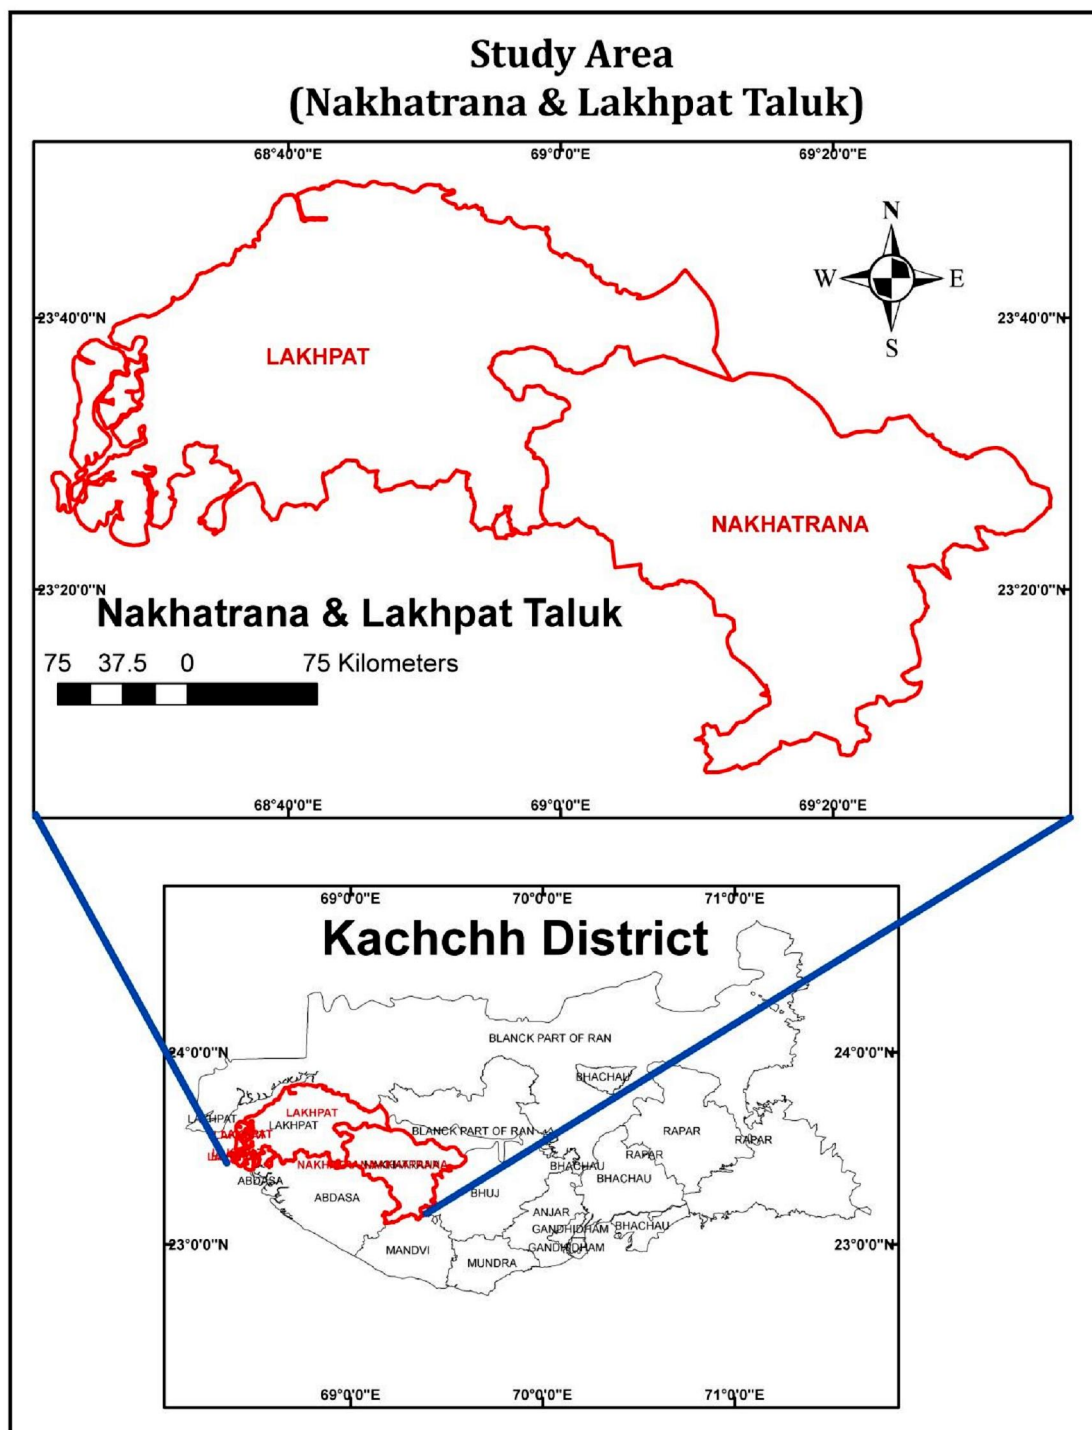 Study Area
(Nakhatrana & Lakhpat Taluk)
68°40'0"E 69°0'0"E 69°20'0"E
N
W E
S
23°40'0"N 23°40'0"N
LAKHPAT
NAKHATRANA
23°20'0"N 23°20'0"N
Nakhatrana & Lakhpat Taluk
75 37.5 0 75 Kilometers
68°40'0"E 69°0'0"E 69°20'0"E
69°0'0"E 70°0'0"E 71°0'0"E
Kachchh District
BLANCK PART OF RAN
24°0'0"N 24°0'0"N
BHACHAU
LAKHPAT
LAKHPAT
LAKHPAT
BLANCK PART OF RAN
RAPAR
RAPAR
RAPAR
NAKHATRANA
BHACHAU
BHACHAU
ABDASA
ABDASA
BHUJ
ANJAR
GANDHIDHAM
BHACHAU
23°0'0"N 23°0'0"N
MANDVI
GANDHIDHAM
MUNDRA
69°0'0"E 70°0'0"E 71°0'0"E